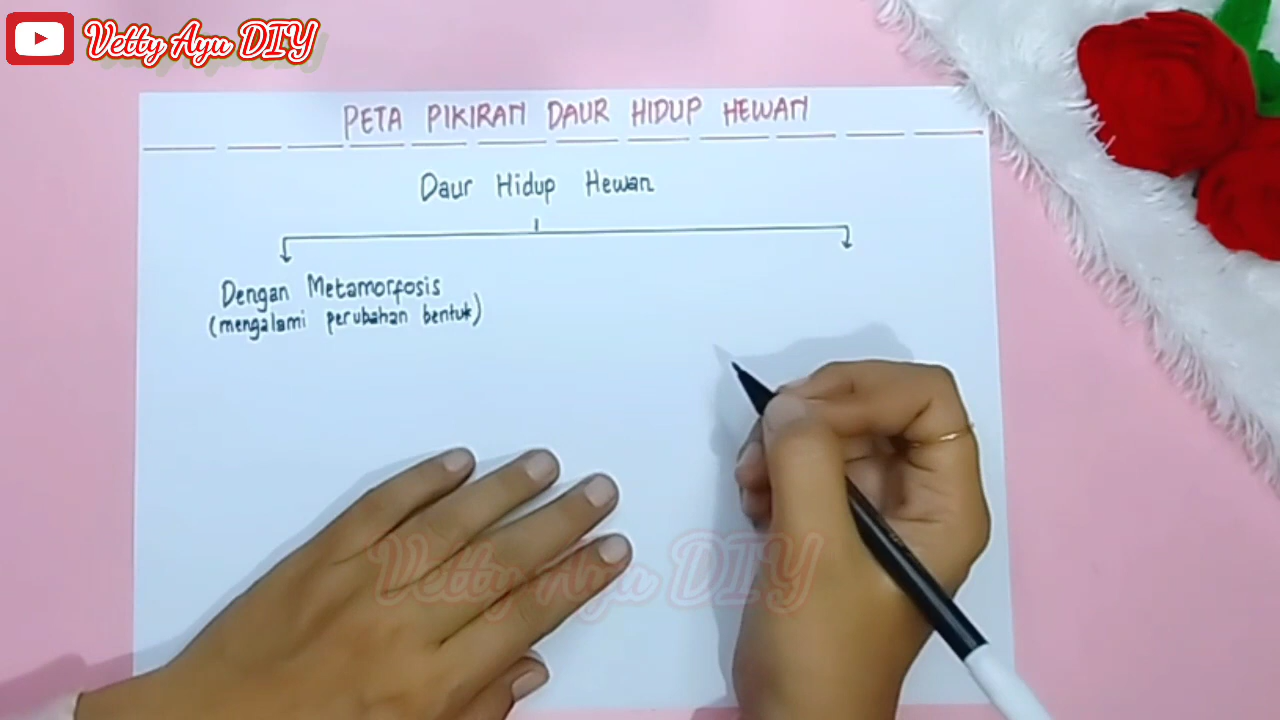 Vetty Ayu DIY
PETA PIKIRAN DAUR HIDUP HEWAN
Daur Hidup Hewan
Dengan Metamorfosis
(mengalami perubahan bentuk)
Vetty Ayu DIY